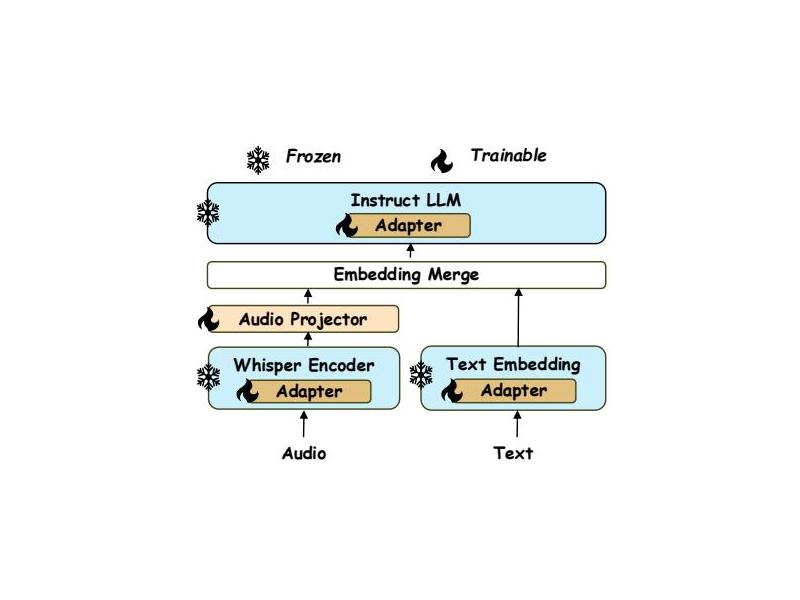 Frozen Trainable
Instruct LLM
Adapter
Embedding Merge
Audio Projector
Whisper Encoder
Adapter
Text Embedding
Adapter
Audio
Text